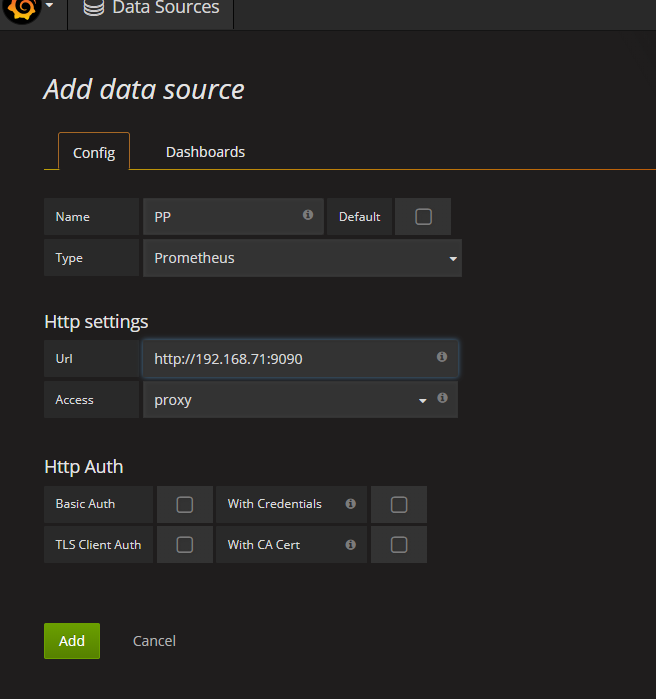 Data Sources
Add data source
Config Dashboards
Name PP Default
Type Prometheus
Http settings
Url http://192.168.71:9090
Access proxy
Http Auth
Basic Auth With Credentials
TLS Client Auth With CA Cert
Add Cancel